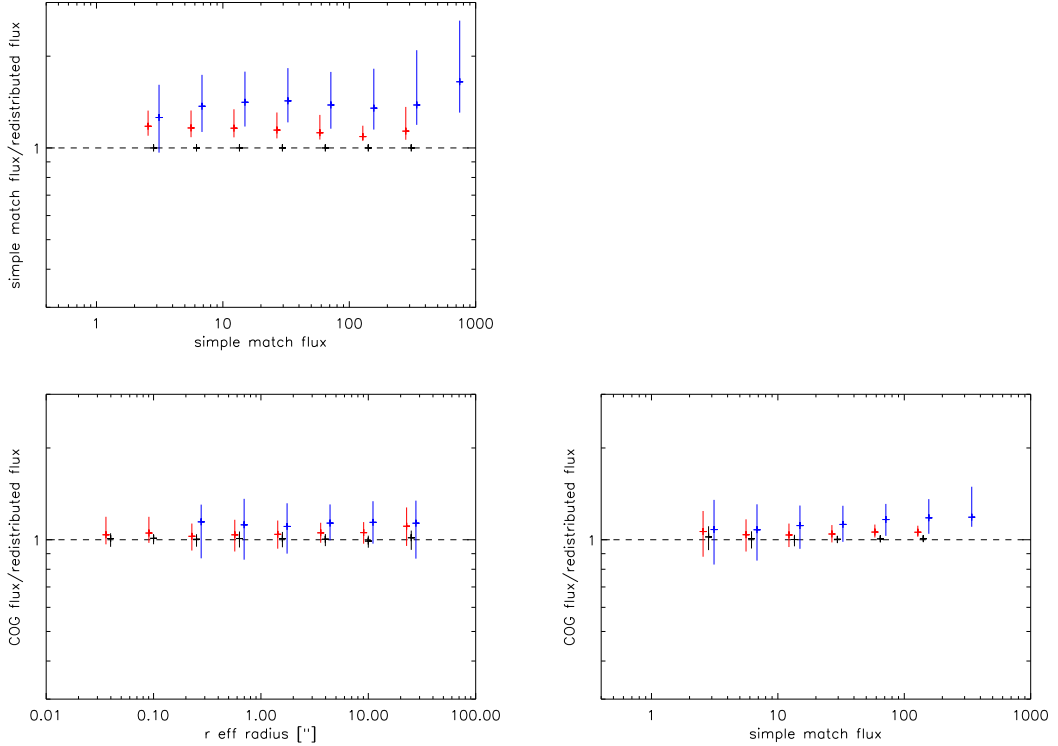 simple match flux/redistributed flux
1
1
10
100
1000
simple match flux
COG flux/redistributed flux
1
0.01
0.10
1.00
10.00
100.00
r eff radius ["]
COG flux/redistributed flux
1
1
10
100
1000
simple match flux